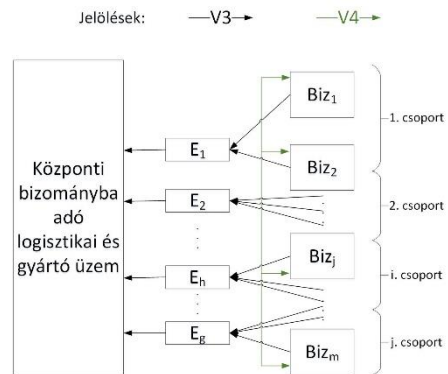 Jelölések: V3 V4
Központi
bizományba
adó
logisztikai és
gyártó üzem
E₁
E₂
Eₕ
E_g
Biz₁
Biz₂
Bizⱼ
Bizₘ
1. csoport
2. csoport
i. csoport
j. csoport